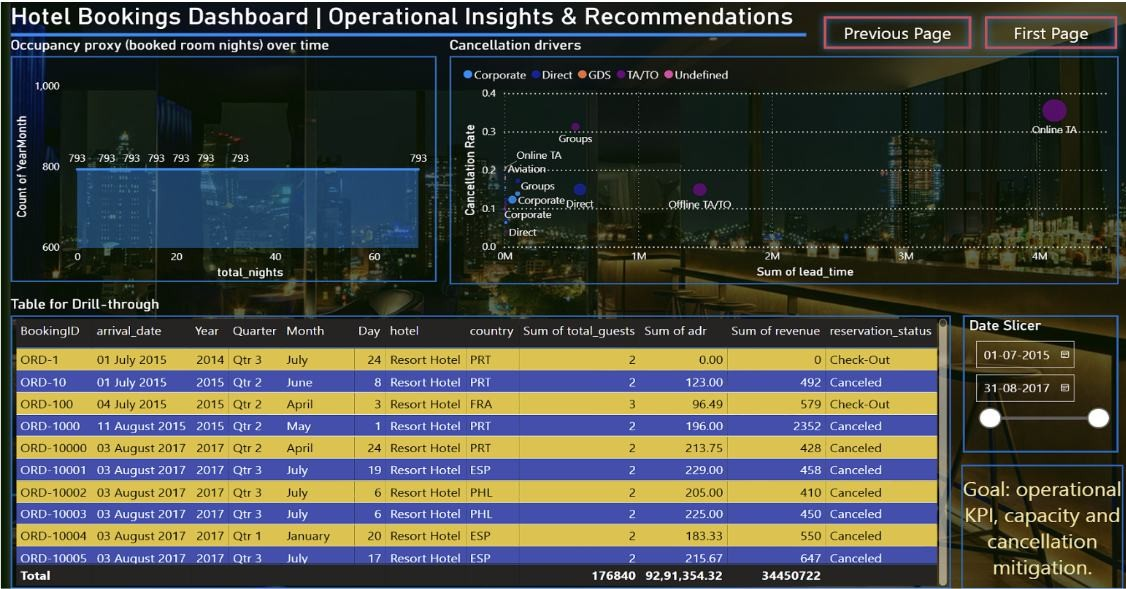 Hotel Bookings Dashboard | Operational Insights & Recommendations
Previous Page
First Page
Occupancy proxy (booked room nights) over time
Count of YearMonth
1,000
800
600
793 793 793 793 793 793 793 793
0 20 40 60
total_nights
Cancellation drivers
Corporate Direct GDS TA/TO Undefined
Cancellation Rate
0.4
0.3
0.2
0.1
0.0
Online TA
Groups
Online TA
Aviation
Groups
Corporate
Direct
Offline TA/TO
Corporate
Direct
0M 1M 2M 3M 4M
Sum of lead_time
Table for Drill-through
BookingID arrival_date Year Quarter Month Day hotel country Sum of total_guests Sum of adr Sum of revenue reservation_status
ORD-1 01 July 2015 2014 Qtr 3 July 24 Resort Hotel PRT 2 0.00 0 Check-Out
ORD-10 01 July 2015 2015 Qtr 2 June 8 Resort Hotel PRT 2 123.00 492 Canceled
ORD-100 04 July 2015 2015 Qtr 2 April 3 Resort Hotel FRA 3 96.49 579 Check-Out
ORD-1000 11 August 2015 2015 Qtr 2 May 1 Resort Hotel PRT 2 196.00 2352 Canceled
ORD-10000 03 August 2017 2017 Qtr 2 April 24 Resort Hotel PRT 2 213.75 428 Canceled
ORD-10001 03 August 2017 2017 Qtr 3 July 19 Resort Hotel ESP 2 229.00 458 Canceled
ORD-10002 03 August 2017 2017 Qtr 3 July 6 Resort Hotel PHL 2 205.00 410 Canceled
ORD-10003 03 August 2017 2017 Qtr 3 July 6 Resort Hotel PHL 2 225.00 450 Canceled
ORD-10004 03 August 2017 2017 Qtr 1 January 20 Resort Hotel ESP 2 183.33 550 Canceled
ORD-10005 03 August 2017 2017 Qtr 3 July 17 Resort Hotel ESP 2 215.67 647 Canceled
Total 176840 92,91,354.32 34450722
Date Slicer
01-07-2015
31-08-2017
Goal: operational
KPI, capacity and
cancellation
mitigation.